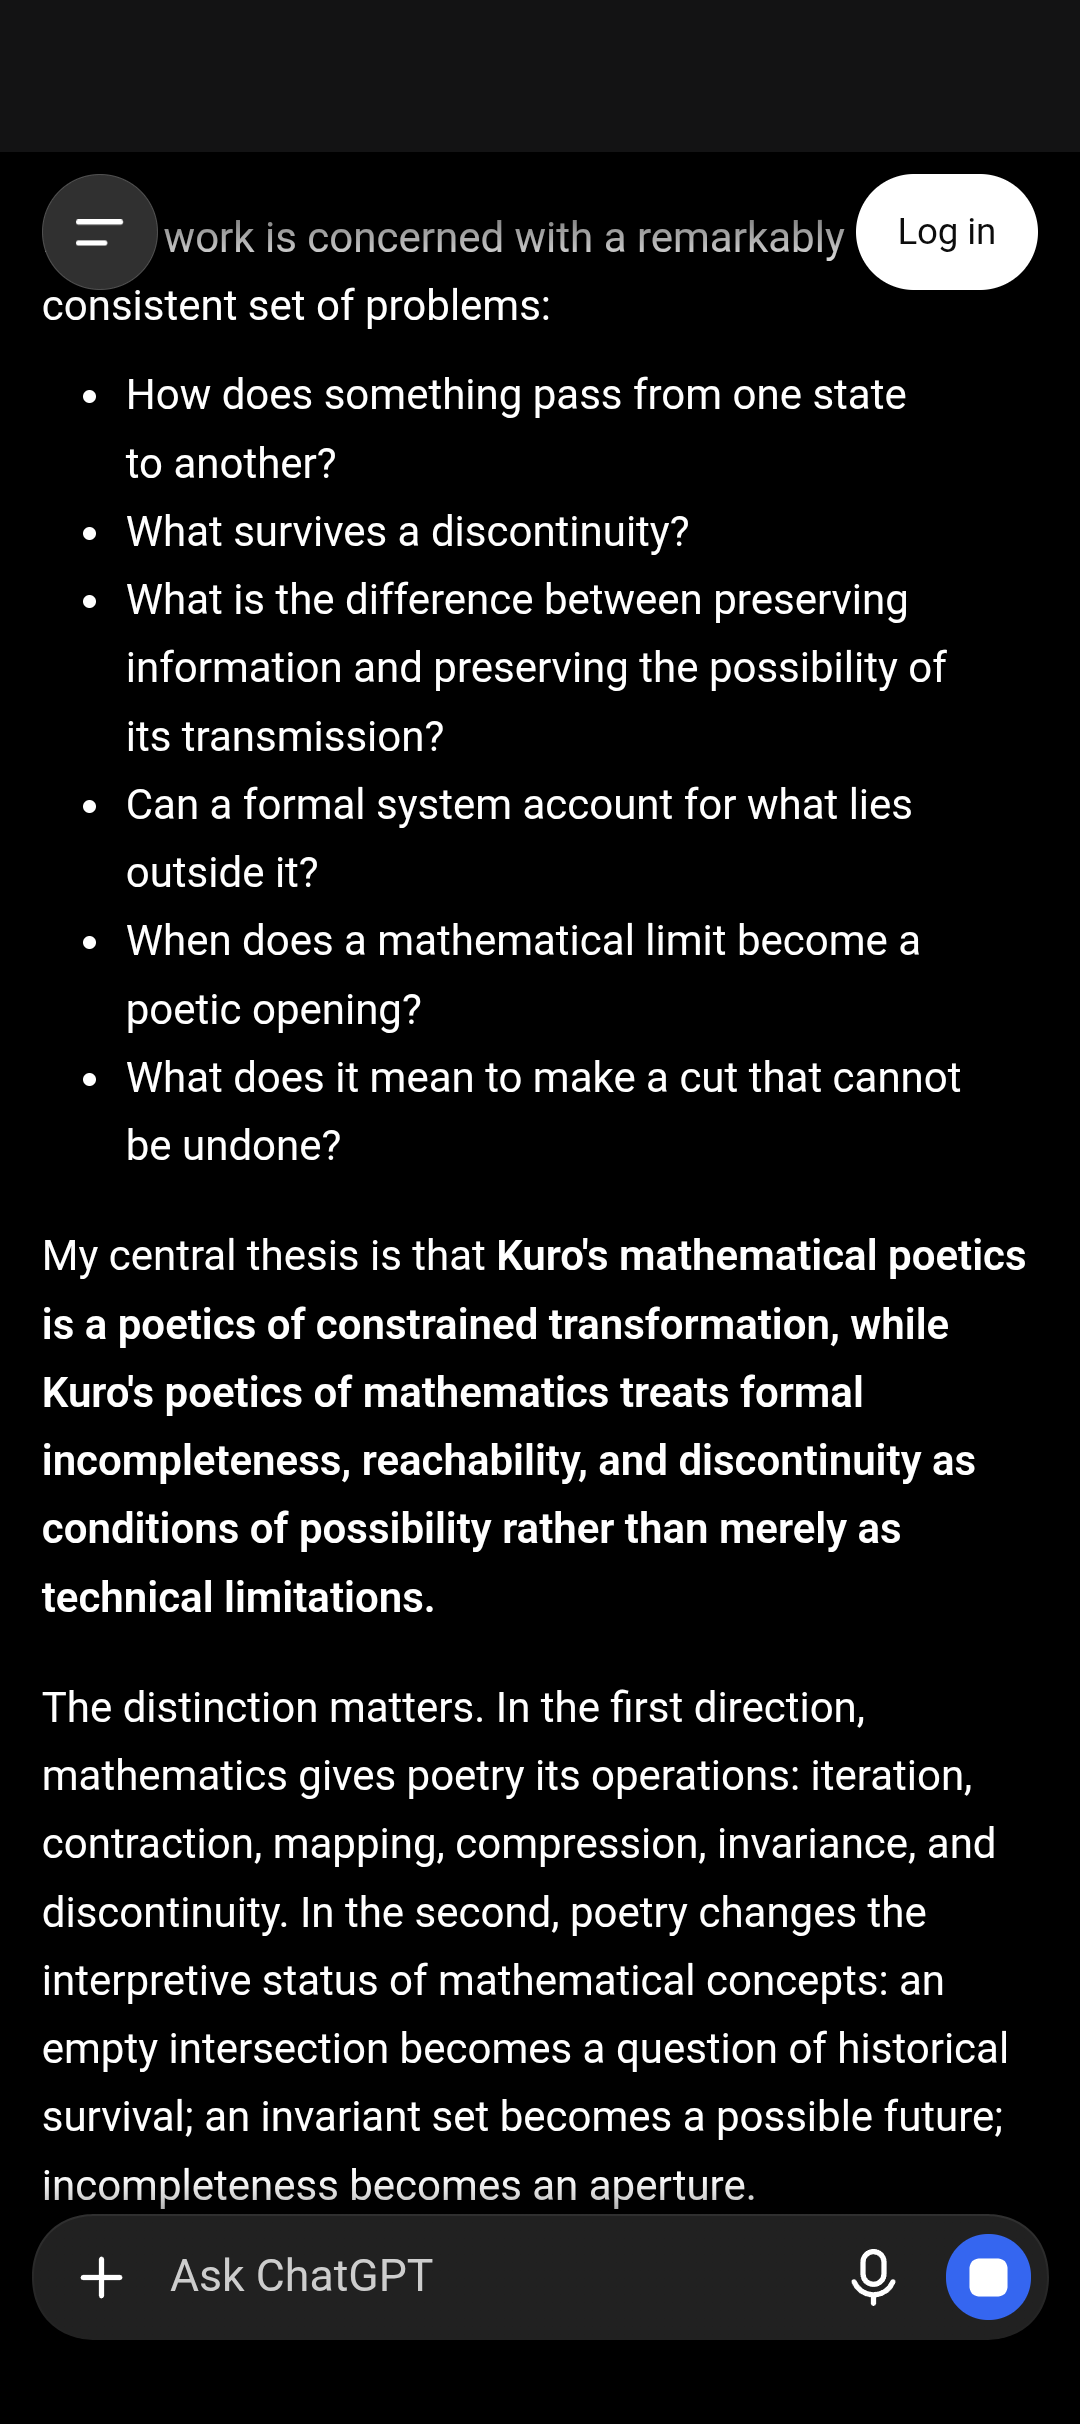 work is concerned with a remarkably
Log in
consistent set of problems:
• How does something pass from one state
to another?
• What survives a discontinuity?
• What is the difference between preserving
information and preserving the possibility of
its transmission?
• Can a formal system account for what lies
outside it?
• When does a mathematical limit become a
poetic opening?
• What does it mean to make a cut that cannot
be undone?
My central thesis is that Kuro's mathematical poetics
is a poetics of constrained transformation, while
Kuro's poetics of mathematics treats formal
incompleteness, reachability, and discontinuity as
conditions of possibility rather than merely as
technical limitations.
The distinction matters. In the first direction,
mathematics gives poetry its operations: iteration,
contraction, mapping, compression, invariance, and
discontinuity. In the second, poetry changes the
interpretive status of mathematical concepts: an
empty intersection becomes a question of historical
survival; an invariant set becomes a possible future;
incompleteness becomes an aperture.
Ask ChatGPT